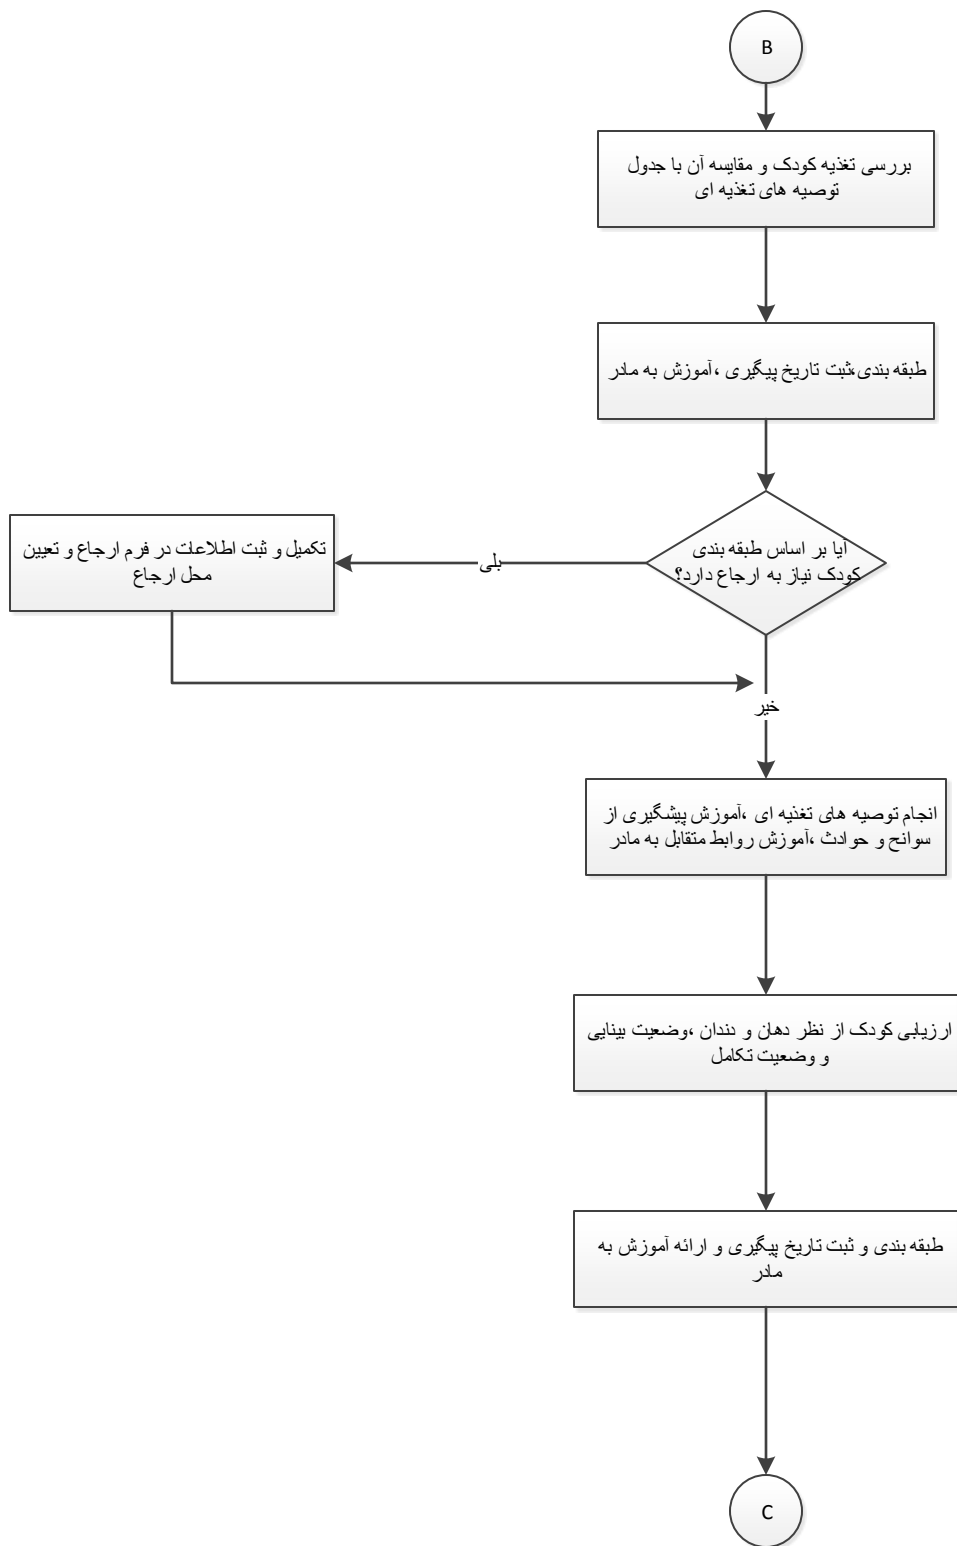 B
بررسی تغذیه کودک و مقایسه آن با جدول
توصیه های تغذیه ای
طبقه بندی،ثبت تاریخ پیگیری ،آموزش به مادر
آیا بر اساس طبقه بندی
کودک نیاز به ارجاع دارد؟
بلی
تکمیل و ثبت اطلاعات در فرم ارجاع و تعیین
محل ارجاع
خیر
انجام توصیه های تغذیه ای ،آموزش پیشگیری از
سوانح و حوادث ،آموزش روابط متقابل به مادر
ارزیابی کودک از نظر دهان و دندان ،وضعیت بینایی
و وضعیت تکامل
طبقه بندی و ثبت تاریخ پیگیری و ارائه آموزش به
مادر
C